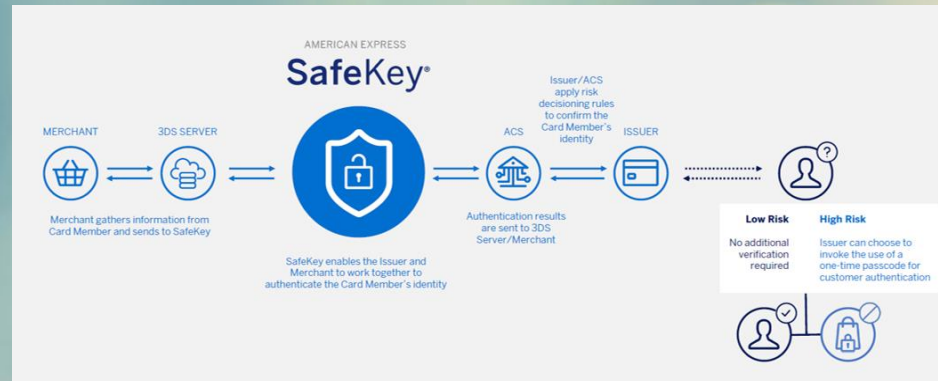 AMERICAN EXPRESS
SafeKey®
MERCHANT
3DS SERVER
Merchant gathers information from
Card Member and sends to SafeKey
SafeKey enables the Issuer and
Merchant to work together to
authenticate the Card Member's identity
ACS
Authentication results
are sent to 3DS
Server/Merchant
Issuer/ACS
apply risk
decisioning rules
to confirm the
Card Member's
identity
ISSUER
?
Low Risk
No additional
verification
required
High Risk
Issuer can choose to
invoke the use of a
one-time passcode for
customer authentication